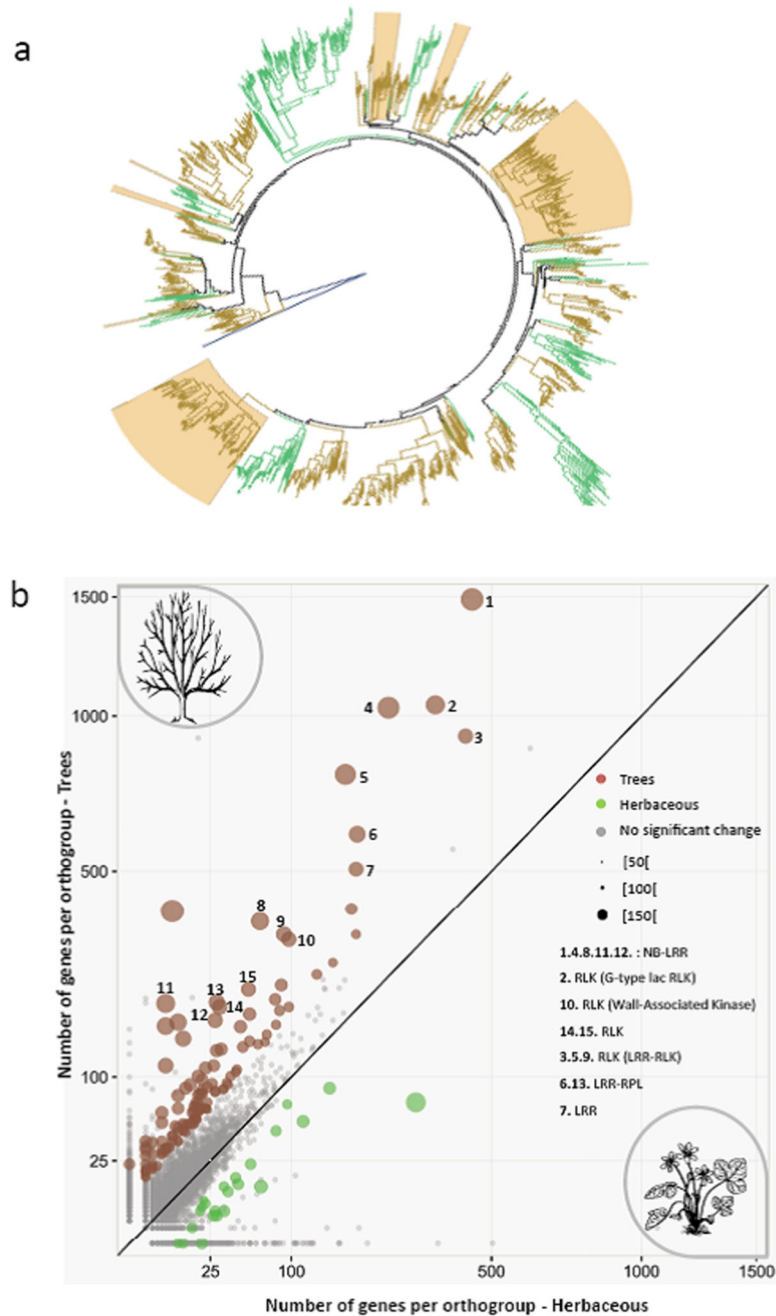 a
b
1500
1000
500
100
25
Number of genes per orthogroup - Trees
1
2
4
3
5
6
7
8
9
10
11
13
15
12
14
Trees
Herbaceous
No significant change
[50[
[100[
[150[
1.4.8.11.12. : NB-LRR
2. RLK (G-type lac RLK)
10. RLK (Wall-Associated Kinase)
14.15. RLK
3.5.9. RLK (LRR-RLK)
6.13. LRR-RPL
7. LRR
25
100
500
1000
1500
Number of genes per orthogroup - Herbaceous